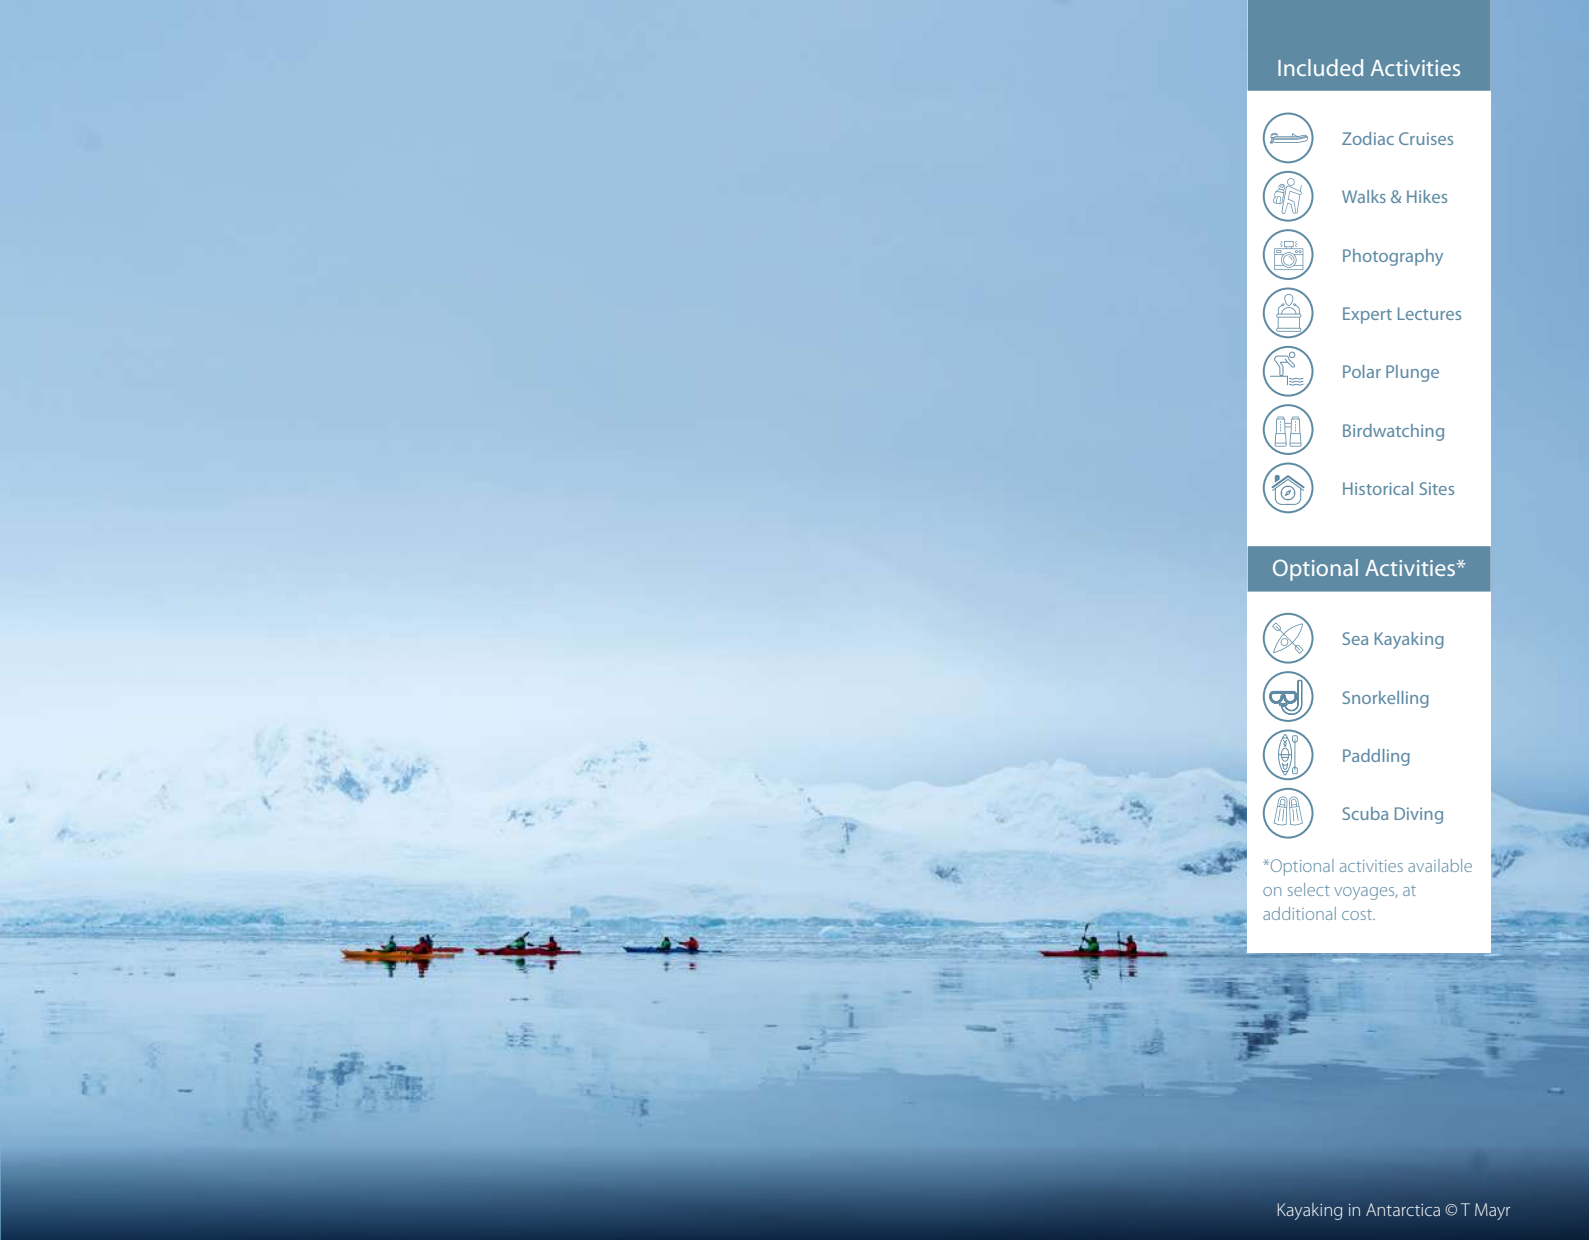 Included Activities
Zodiac Cruises
Walks & Hikes
Photography
Expert Lectures
Polar Plunge
Birdwatching
Historical Sites
Optional Activities*
Sea Kayaking
Snorkelling
Paddling
Scuba Diving
*Optional activities available
on select voyages, at
additional cost.
Kayaking in Antarctica © T Mayr